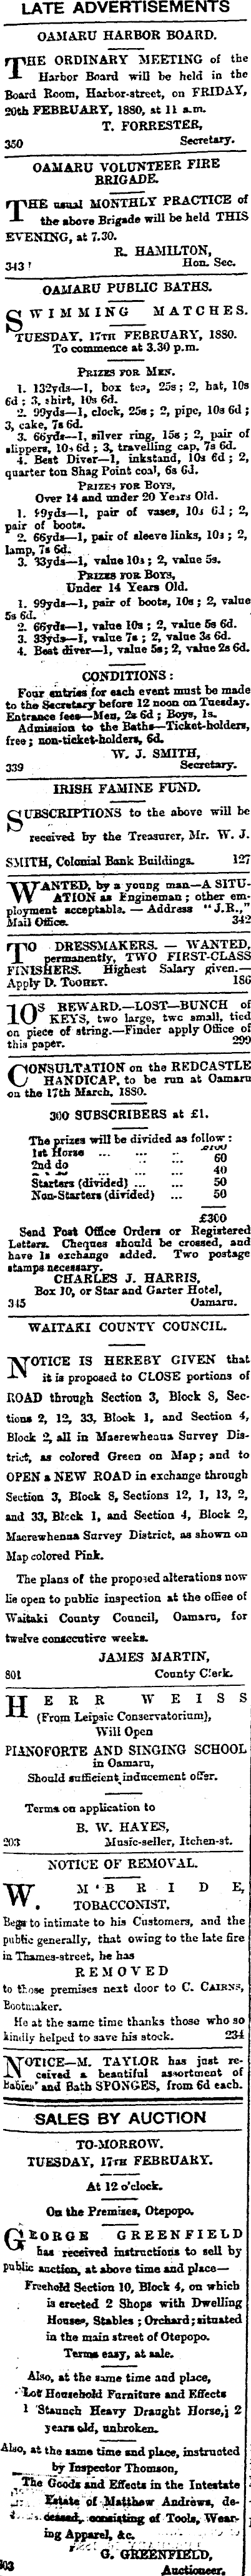 LATE ADVERTISEMENTS
OAMARU HARBOR BOARD.
THE ORDINARY MEETING of the
Harbor Board will be held in the
Board Room, Harbor-street, on FRIDAY,
20th FEBRUARY, 1880, at 11 a.m.
T. FORRESTER,
350 Secretary.
OAMARU VOLUNTEER FIRE
BRIGADE.
THE usual MONTHLY PRACTICE of
the above Brigade will be held THIS
EVENING, at 7.30.
R. HAMILTON,
343 Hon. Sec.
OAMARU PUBLIC BATHS.
SWIMMING MATCHES.
TUESDAY, 17TH FEBRUARY, 1880.
To commence at 3.30 p.m.
PRIZES FOR MEN.
1. 132yds—1, box tea, 25s; 2, hat, 10s
6d; 3, shirt, 10s 6d.
2. 99yds—1, clock, 25s; 2, pipe, 10s 6d;
3, cake, 7s 6d.
3. 66yds—1, silver ring, 15s; 2, pair of
slippers, 10s 6d; 3, travelling cap, 7s 6d.
4. Best Diver—1, inkstand, 10s 6d; 2,
quarter ton Shag Point coal, 6s 6d.
PRIZES FOR BOYS,
Over 14 and under 20 Years Old.
1. 99yds—1, pair of vases, 10s 6d; 2,
pair of boots.
2. 66yds—1, pair of sleeve links, 10s; 2,
lamp, 7s 6d.
3. 33yds—1, value 10s; 2, value 5s.
PRIZES FOR BOYS,
Under 14 Years Old.
1. 99yds—1, pair of boots, 10s; 2, value
5s 6d.
2. 66yds—1, value 10s; 2, value 5s 6d.
3. 33yds—1, value 7s; 2, value 3s 6d.
4. Best diver—1, value 5s; 2, value 2s 6d.
CONDITIONS:
Four entries for each event must be made
to the Secretary before 12 noon on Tuesday.
Entrance fees—Men, 2s 6d; Boys, 1s.
Admission to the Baths—Ticket-holders,
free; non-ticket-holders, 6d.
W. J. SMITH,
339 Secretary.
IRISH FAMINE FUND.
SUBSCRIPTIONS to the above will be
received by the Treasurer, Mr. W. J.
SMITH, Colonial Bank Buildings. 127
WANTED, by a young man—A SITU-
ATION as Engineman; other em-
ployment acceptable.—Address "J.R.,"
Mail Office. 342
TO DRESSMAKERS.—WANTED,
permanently, TWO FIRST-CLASS
FINISHERS. Highest Salary given.—
Apply D. TOOHEY. 186
10S REWARD.—LOST—BUNCH of
KEYS, two large, two small, tied
on piece of string.—Finder apply Office of
this paper. 299
CONSULTATION on the REDCASTLE
HANDICAP, to be run at Oamaru
on the 17th March, 1880.
300 SUBSCRIBERS at £1.
The prizes will be divided as follow:
1st Horse ... ... ... £100
2nd do ... ... 60
... 40
Starters (divided) ... ... 50
Non-Starters (divided) ... 50
£300
Send Post Office Orders or Registered
Letters. Cheques should be crossed, and
have 1s exchange added. Two postage
stamps necessary.
CHARLES J. HARRIS,
Box 10, or Star and Garter Hotel,
345 Oamaru.
WAITAKI COUNTY COUNCIL.
NOTICE IS HEREBY GIVEN that
it is proposed to CLOSE portions of
ROAD through Section 3, Block 8, Sec-
tions 2, 12, 33, Block 1, and Section 4,
Block 2, all in Maerewhenua Survey Dis-
trict, as colored Green on Map; and to
OPEN a NEW ROAD in exchange through
Section 3, Block 8, Sections 12, 1, 13, 2,
and 33, Block 1, and Section 4, Block 2,
Maerewhenua Survey District, as shown on
Map colored Pink.
The plans of the proposed alterations now
lie open to public inspection at the office of
Waitaki County Council, Oamaru, for
twelve consecutive weeks.
JAMES MARTIN,
801 County Clerk.
HERR WEISS
(From Leipsic Conservatorium),
Will Open
PIANOFORTE AND SINGING SCHOOL
in Oamaru,
Should sufficient inducement offer.
Terms on application to
B. W. HAYES,
203 Music-seller, Itchen-st.
NOTICE OF REMOVAL.
W. M'BRIDE,
TOBACCONIST,
Begs to intimate to his Customers, and the
public generally, that owing to the late fire
in Thames-street, he has
REMOVED
to those premises next door to C. CAIRNS,
Bootmaker.
He at the same time thanks those who so
kindly helped to save his stock. 234
NOTICE—M. TAYLOR has just re-
ceived a beautiful assortment of
Babies' and Bath SPONGES, from 6d each.
SALES BY AUCTION
TO-MORROW.
TUESDAY, 17TH FEBRUARY.
At 12 o'clock.
On the Premises, Otepopo.
GEORGE GREENFIELD
has received instructions to sell by
public auction, at above time and place—
Freehold Section 10, Block 4, on which
is erected 2 Shops with Dwelling
Houses, Stables; Orchard; situated
in the main street of Otepopo.
Terms easy, at sale.
Also, at the same time and place,
Lot Household Furniture and Effects
1 Staunch Heavy Draught Horse, 2
years old, unbroken.
Also, at the same time and place, instructed
by Inspector Thomson,
The Goods and Effects in the Intestate
Estate of Matthew Andrews, de-
ceased, consisting of Tools, Wear-
ing Apparel, &c.
G. GREENFIELD,
303 Auctioneer.